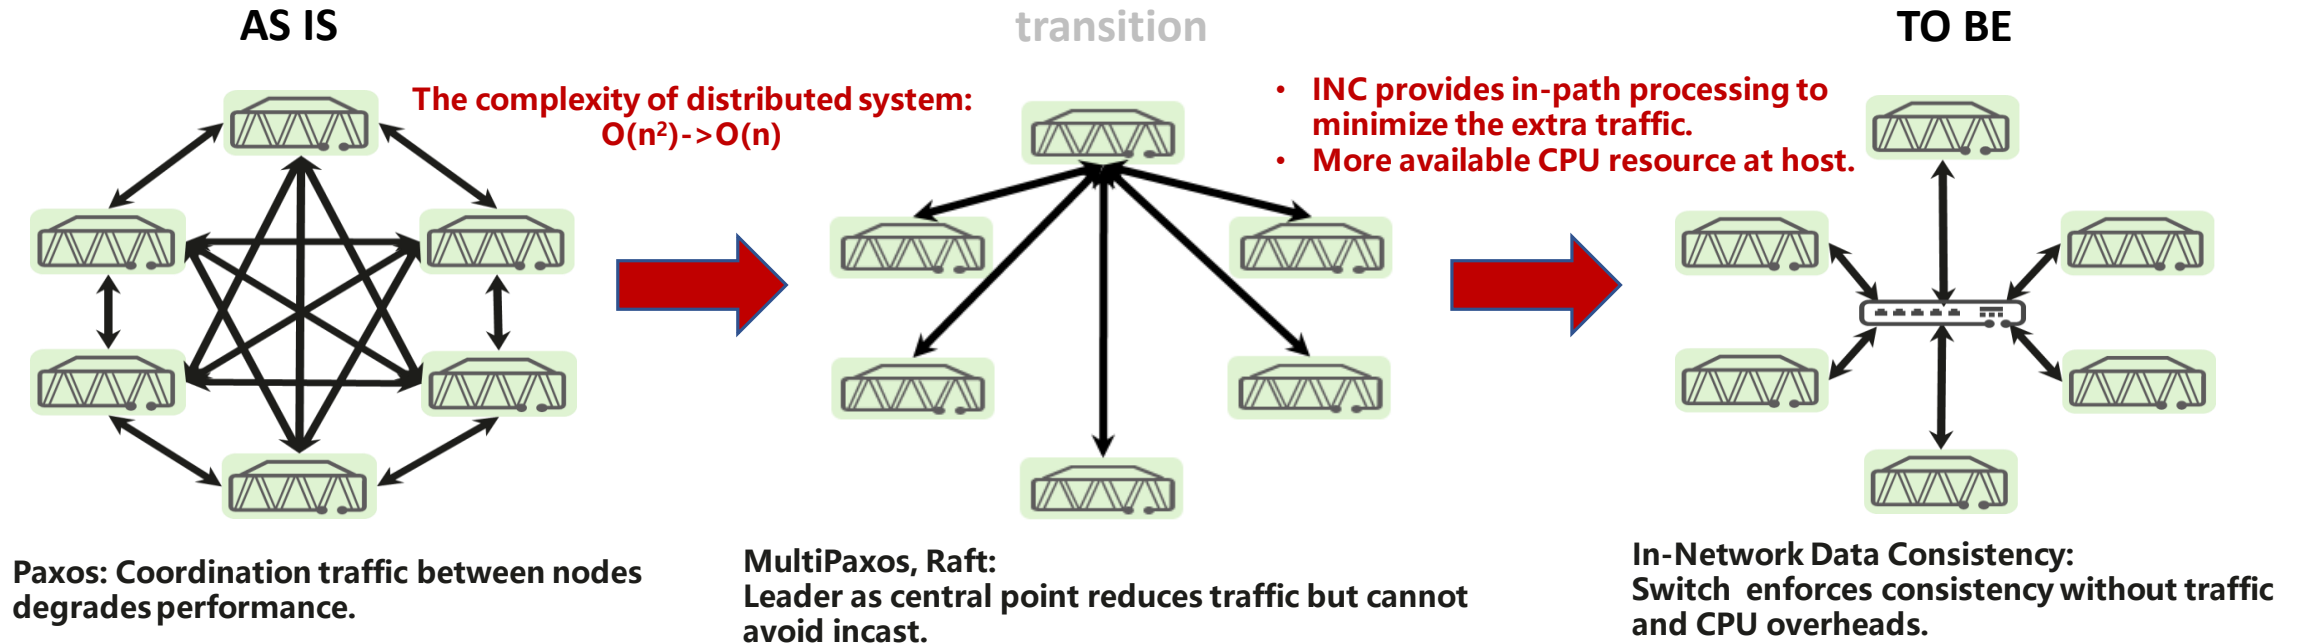 AS IS
The complexity of distributed system:
O(n²)->O(n)
Paxos: Coordination traffic between nodes
degrades performance.
transition
• INC provides in-path processing to
minimize the extra traffic.
• More available CPU resource at host.
MultiPaxos, Raft:
Leader as central point reduces traffic but cannot
avoid incast.
TO BE
In-Network Data Consistency:
Switch enforces consistency without traffic
and CPU overheads.